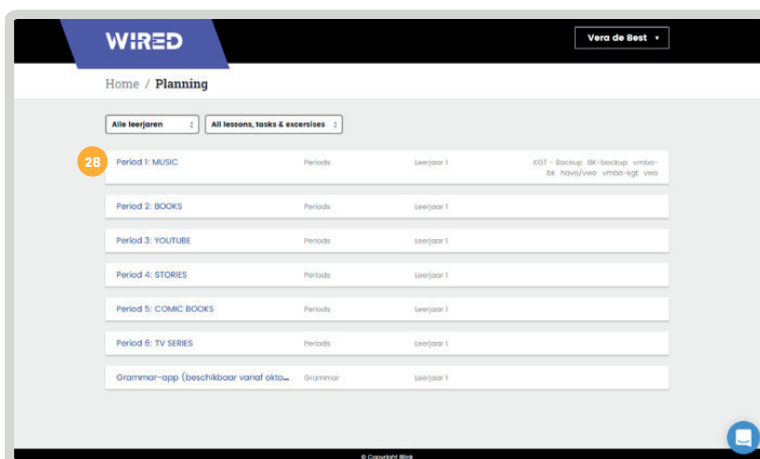 WIRED
Vera de Best
Home / Planning
Alle leerjaren
All lessons, tasks & excersises
28
Period 1: MUSIC Periods Leerjaar 1 KGT - Backup BK-backup vmbo-
bk havo/vwo vmbo-kgt vwo
Period 2: BOOKS Periods Leerjaar 1
Period 3: YOUTUBE Periods Leerjaar 1
Period 4: STORIES Periods Leerjaar 1
Period 5: COMIC BOOKS Periods Leerjaar 1
Period 6: TV SERIES Periods Leerjaar 1
Grammar-app (beschikbaar vanaf okto... Grammar Leerjaar 1
© Copyright Blink